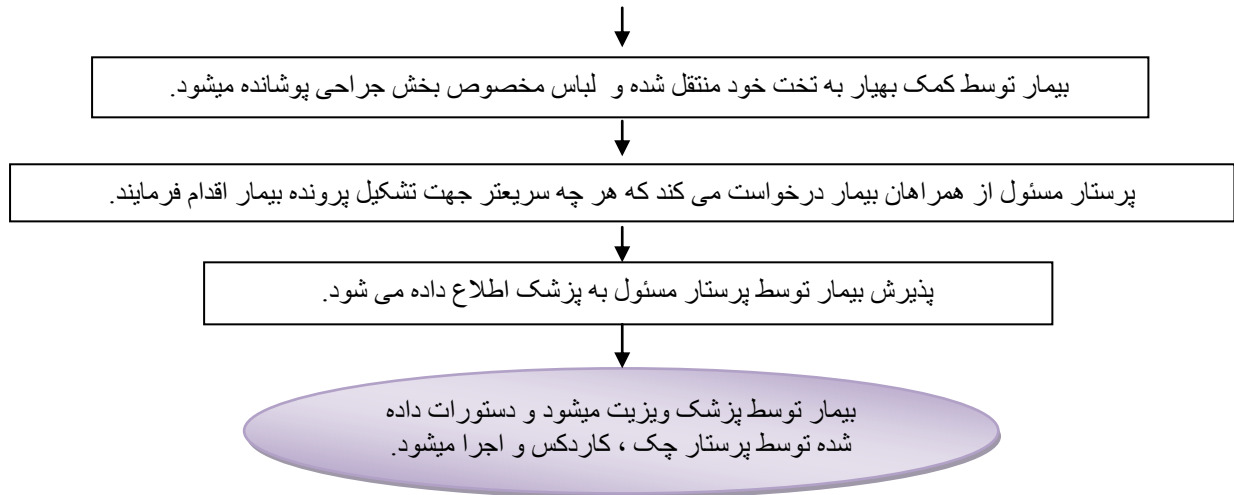 بیمار توسط کمک بهیار به تخت خود منتقل شده و لباس مخصوص بخش جراحی پوشانده میشود.
پرستار مسئول از همراهان بیمار درخواست می کند که هر چه سریعتر جهت تشکیل پرونده بیمار اقدام فرمایند.
پذیرش بیمار توسط پرستار مسئول به پزشک اطلاع داده می شود.
بیمار توسط پزشک ویزیت میشود و دستورات داده
شده توسط پرستار چک ، کاردکس و اجرا میشود.